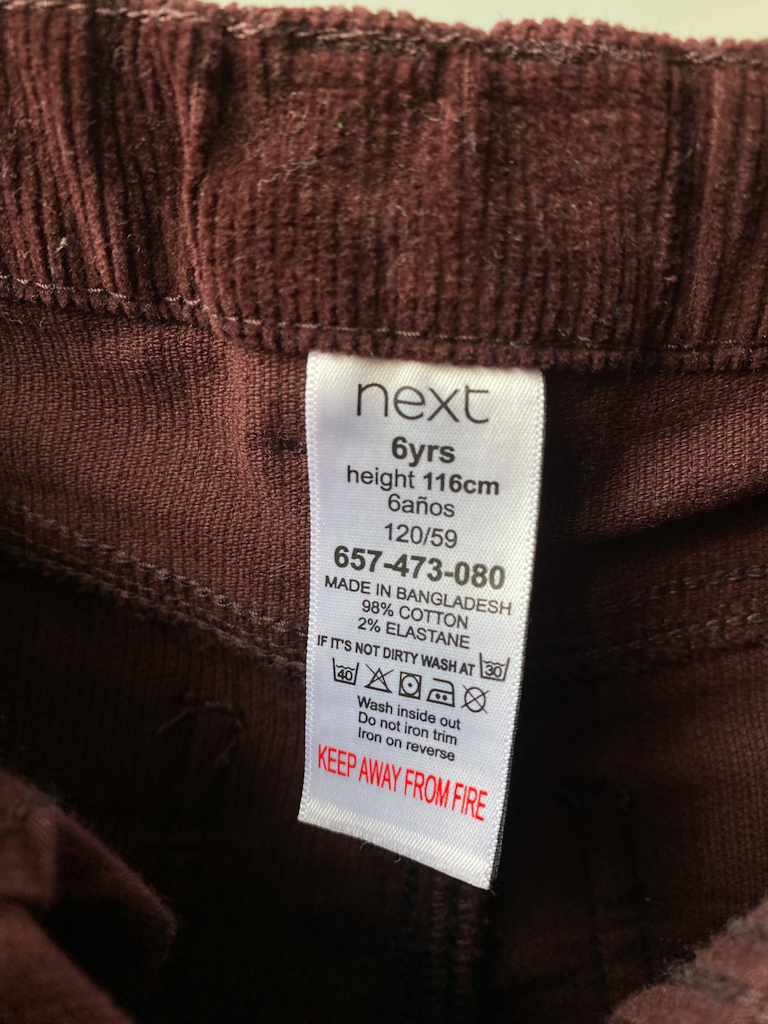 next
6yrs
height 116cm
6años
120/59
657-473-080
MADE IN BANGLADESH
98% COTTON
2% ELASTANE
IF IT'S NOT DIRTY WASH AT 30
40
Wash inside out
Do not iron trim
Iron on reverse
KEEP AWAY FROM FIRE